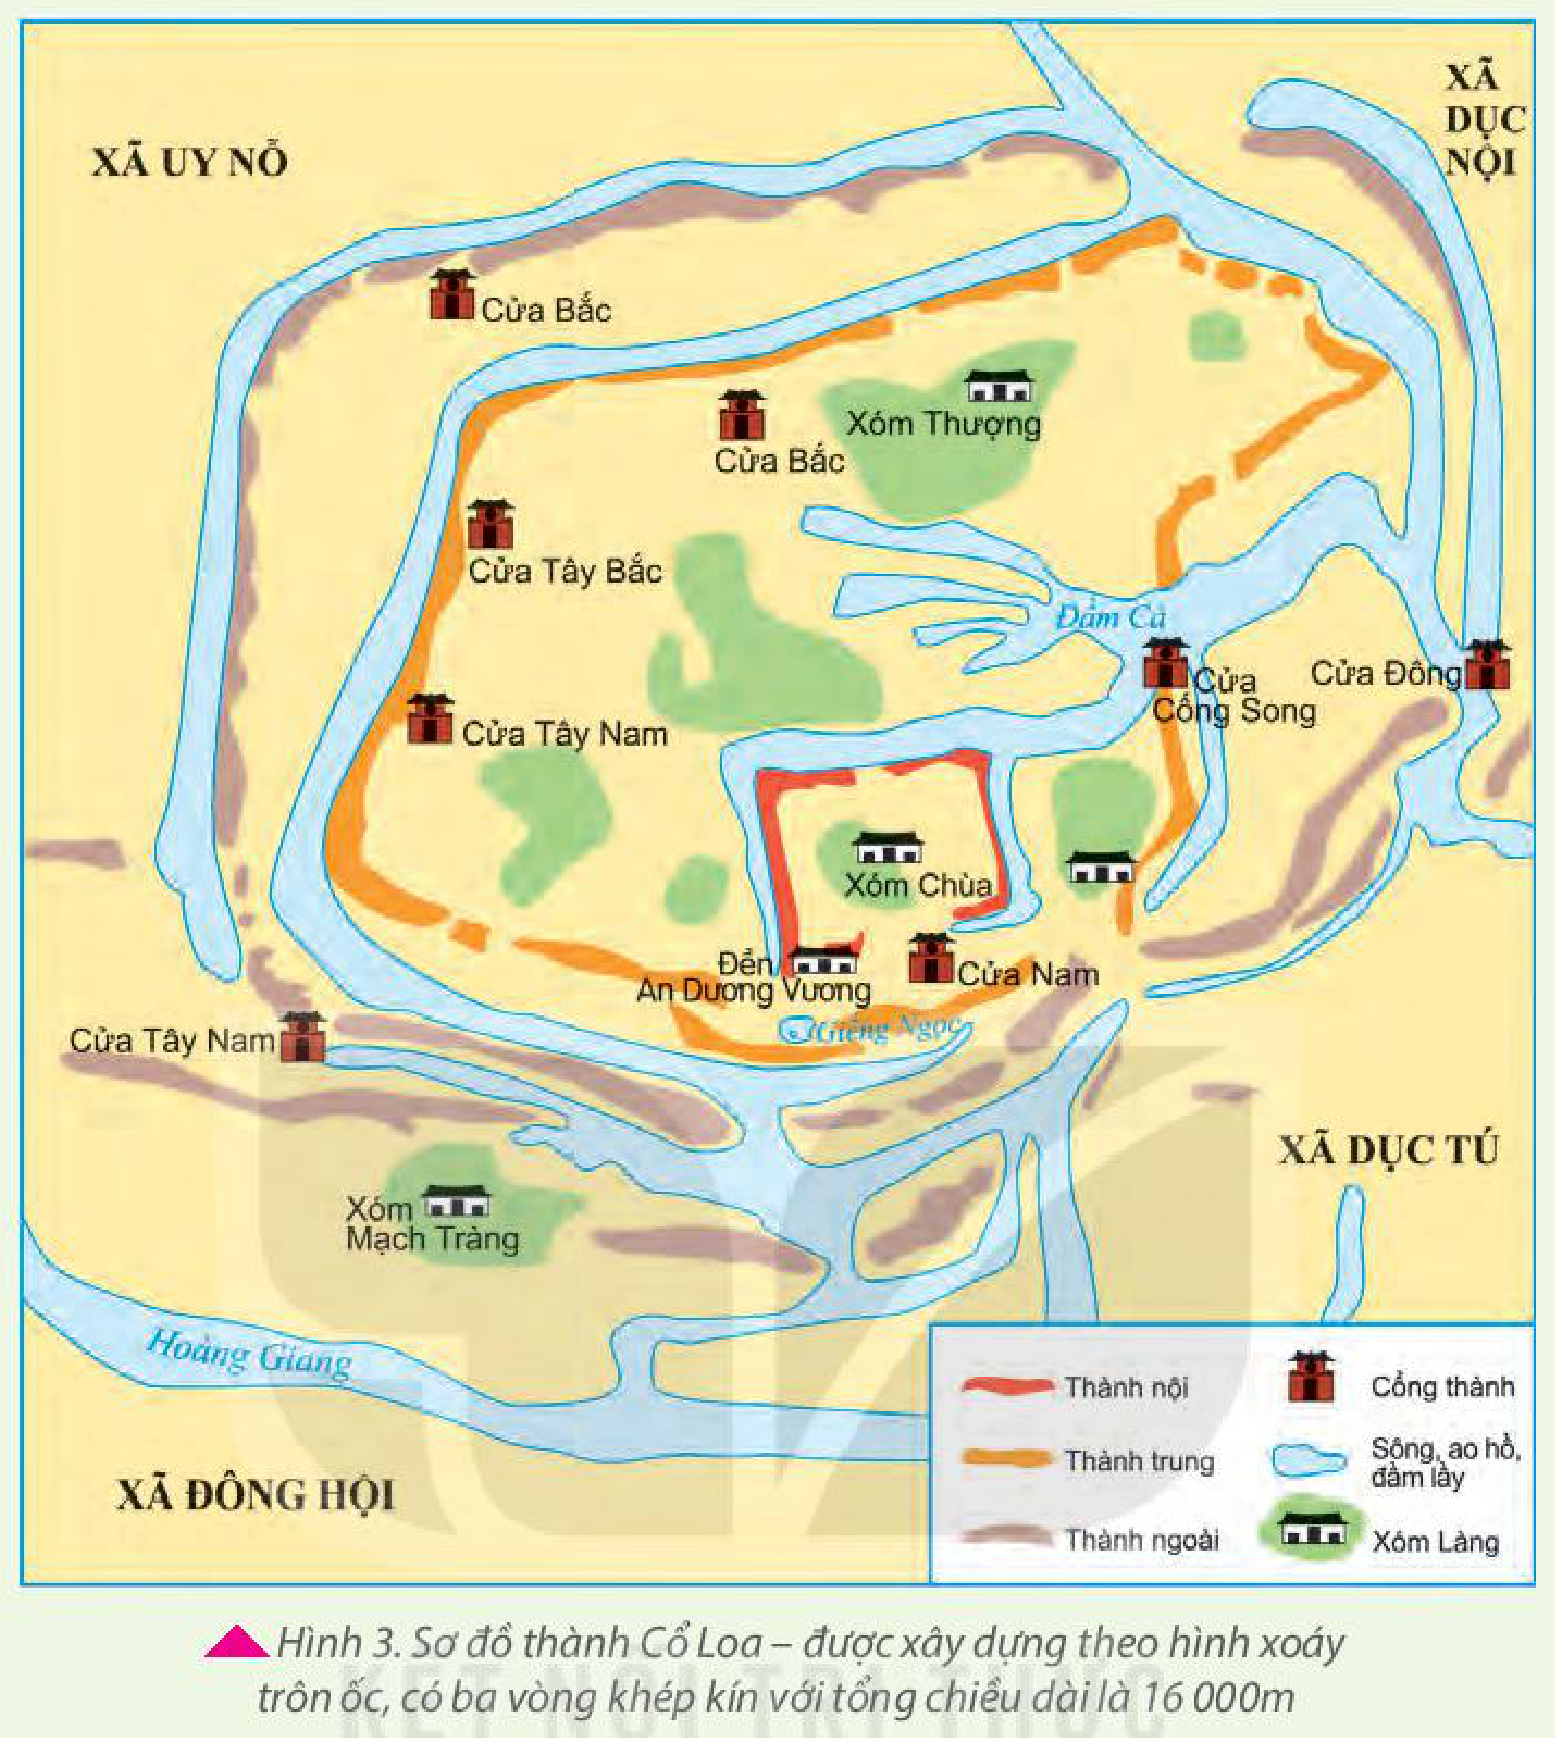 XÃ
DỤC
NỘI
XÃ UY NỖ
Cửa Bắc
Xóm Thượng
Cửa Bắc
Cửa Tây Bắc
Đầm Cả
Cửa
Cống Song
Cửa Đông
Cửa Tây Nam
Xóm Chùa
Đền
An Dương Vương
Cửa Nam
Giếng Ngọc
Cửa Tây Nam
XÃ DỤC TÚ
Xóm
Mạch Tràng
Hoàng Giang
XÃ ĐÔNG HỘI
Thành nội
Cổng thành
Thành trung
Sông, ao hồ,
đầm lầy
Thành ngoài
Xóm Làng
Hình 3. Sơ đồ thành Cổ Loa – được xây dựng theo hình xoáy
trôn ốc, có ba vòng khép kín với tổng chiều dài là 16 000m
KẾT NỐI TRI THỨC